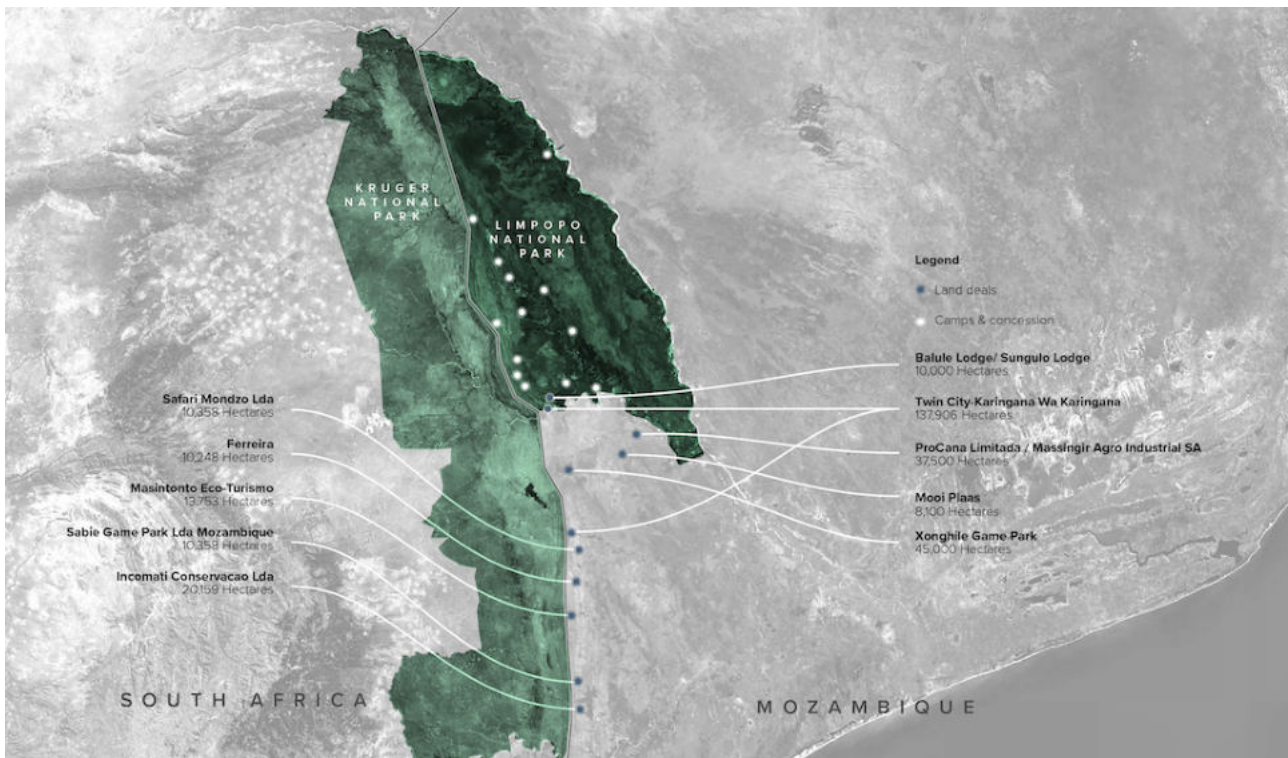 KRUGER
NATIONAL
PARK
LIMPOPO
NATIONAL
PARK
Legend
Land deals
Camps & concession
Balule Lodge/ Sungulo Lodge
10,000 Hectares
Twin City-Karingana Wa Karingana
137,906 Hectares
ProCana Limitada / Massingir Agro Industrial SA
37,500 Hectares
Mooi Plaas
8,100 Hectares
Xonghile Game Park
45,000 Hectares
Safari Mondzo Lda
10,358 Hectares
Ferreira
10,248 Hectares
Masintonto Eco-Turismo
13,753 Hectares
Sabie Game Park Lda Mozambique
10,358 Hectares
Incomati Conservacao Lda
20,159 Hectares
SOUTH AFRICA
MOZAMBIQUE